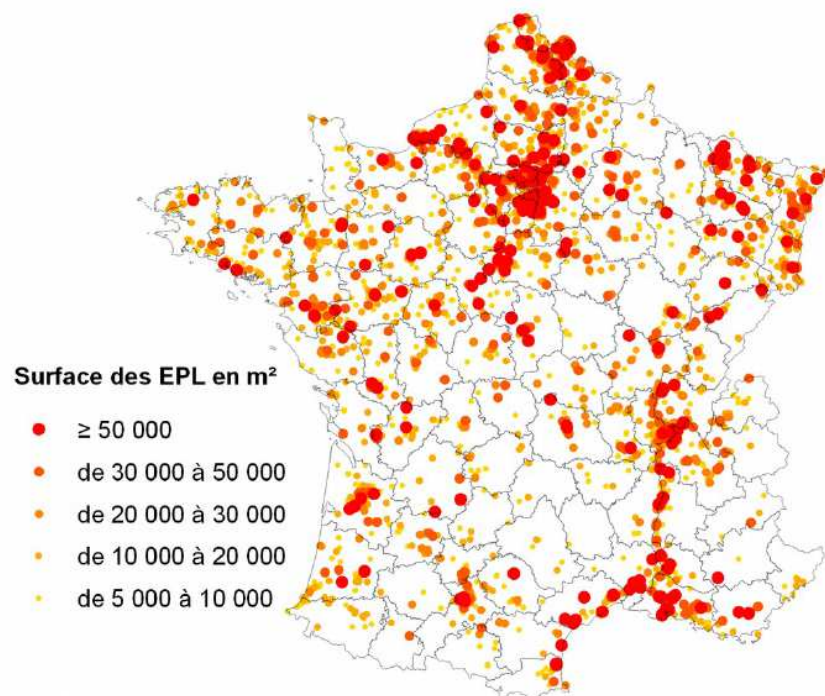 Surface des EPL en m²
≥ 50 000
de 30 000 à 50 000
de 20 000 à 30 000
de 10 000 à 20 000
de 5 000 à 10 000